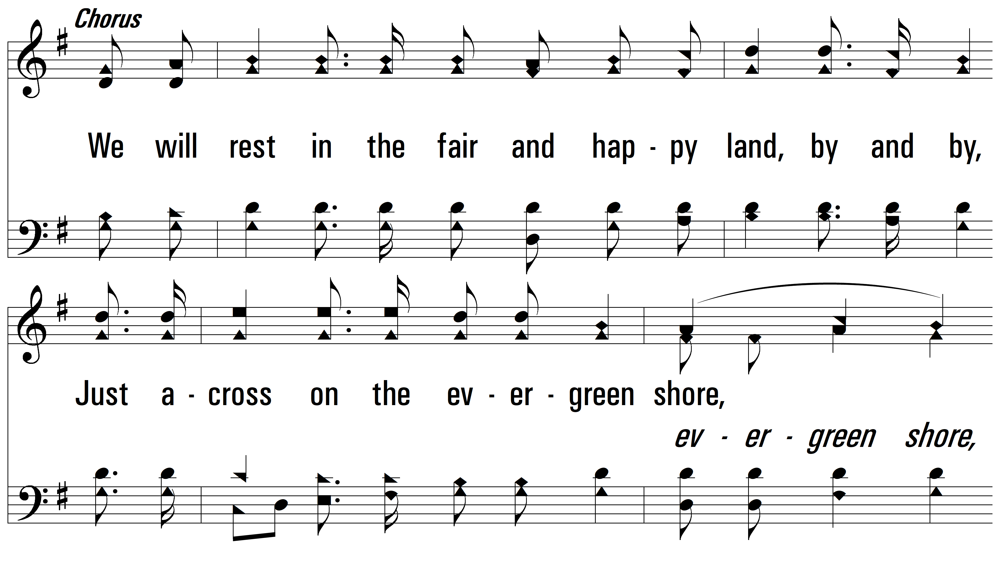 Chorus
We will rest in the fair and hap - py land, by and by,
Just a - cross on the ev - er - green shore,
ev - er - green shore,